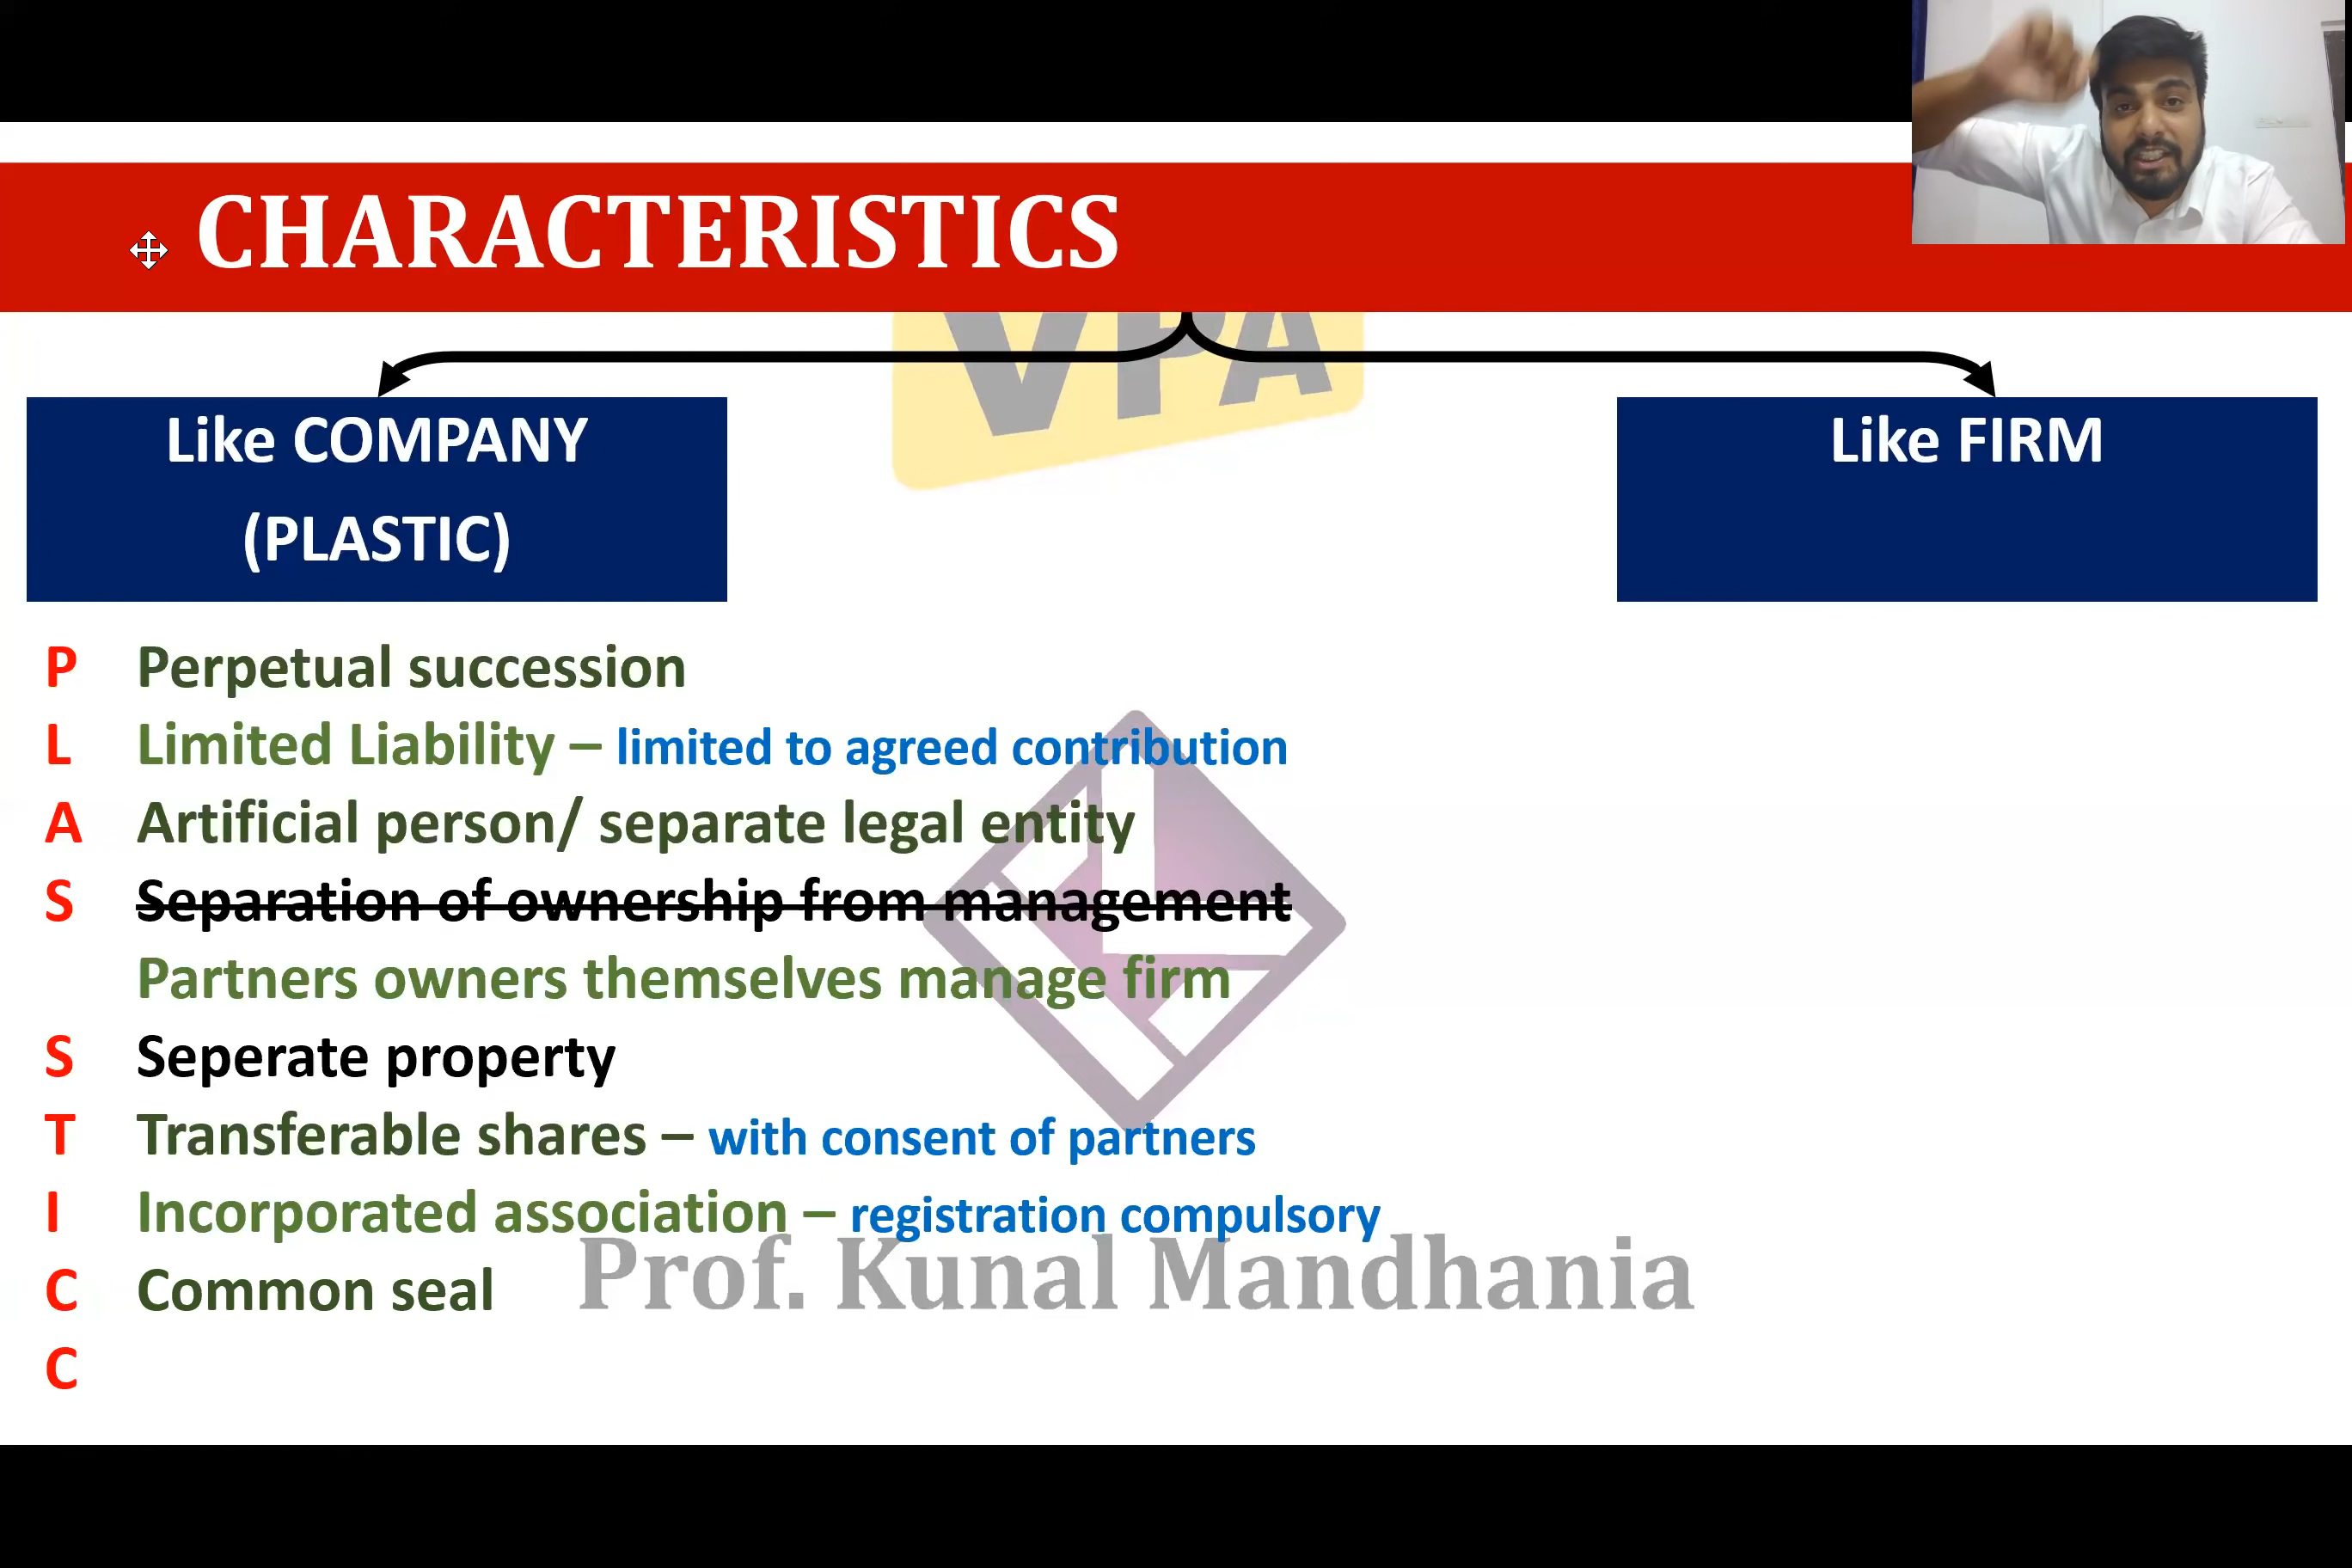 CHARACTERISTICS
VPA
Like COMPANY
(PLASTIC)
Like FIRM
P Perpetual succession
L Limited Liability – limited to agreed contribution
A Artificial person/ separate legal entity
S Separation of ownership from management
Partners owners themselves manage firm
S Seperate property
T Transferable shares – with consent of partners
I Incorporated association – registration compulsory
C Common seal
Prof. Kunal Mandhania
C